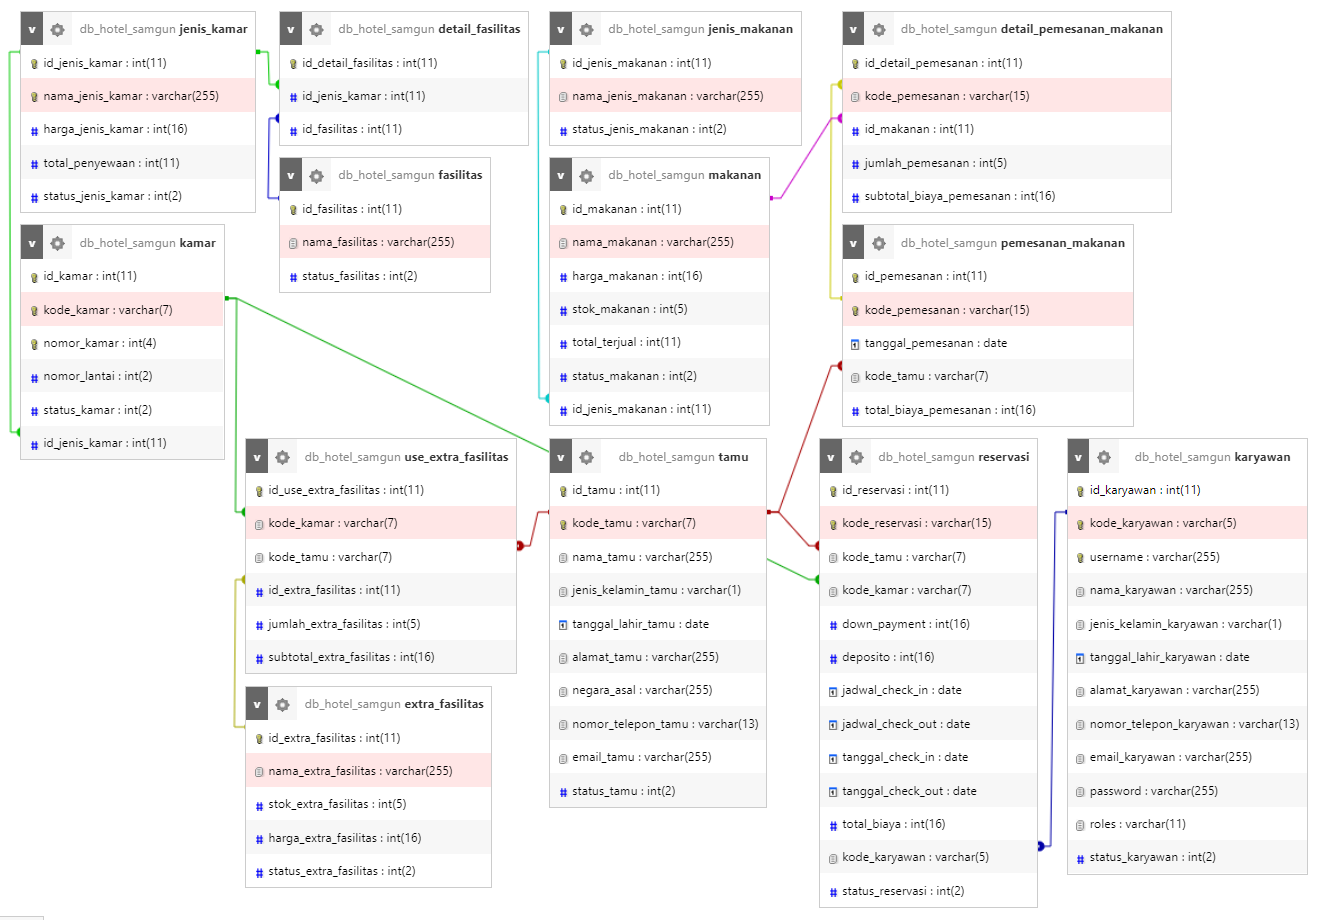 v db_hotel_samgun jenis_kamar
id_jenis_kamar : int(11)
nama_jenis_kamar : varchar(255)
harga_jenis_kamar : int(16)
total_penyewaan : int(11)
status_jenis_kamar : int(2)
v db_hotel_samgun detail_fasilitas
id_detail_fasilitas : int(11)
id_jenis_kamar : int(11)
id_fasilitas : int(11)
v db_hotel_samgun jenis_makanan
id_jenis_makanan : int(11)
nama_jenis_makanan : varchar(255)
status_jenis_makanan : int(2)
v db_hotel_samgun detail_pemesanan_makanan
id_detail_pemesanan : int(11)
kode_pemesanan : varchar(15)
id_makanan : int(11)
jumlah_pemesanan : int(5)
subtotal_biaya_pemesanan : int(16)
v db_hotel_samgun fasilitas
id_fasilitas : int(11)
nama_fasilitas : varchar(255)
status_fasilitas : int(2)
v db_hotel_samgun makanan
id_makanan : int(11)
nama_makanan : varchar(255)
harga_makanan : int(16)
stok_makanan : int(5)
total_terjual : int(11)
status_makanan : int(2)
id_jenis_makanan : int(11)
v db_hotel_samgun kamar
id_kamar : int(11)
kode_kamar : varchar(7)
nomor_kamar : int(4)
nomor_lantai : int(2)
status_kamar : int(2)
id_jenis_kamar : int(11)
v db_hotel_samgun pemesanan_makanan
id_pemesanan : int(11)
kode_pemesanan : varchar(15)
tanggal_pemesanan : date
kode_tamu : varchar(7)
total_biaya_pemesanan : int(16)
v db_hotel_samgun use_extra_fasilitas
id_use_extra_fasilitas : int(11)
kode_kamar : varchar(7)
kode_tamu : varchar(7)
id_extra_fasilitas : int(11)
jumlah_extra_fasilitas : int(5)
subtotal_extra_fasilitas : int(16)
v db_hotel_samgun tamu
id_tamu : int(11)
kode_tamu : varchar(7)
nama_tamu : varchar(255)
jenis_kelamin_tamu : varchar(1)
tanggal_lahir_tamu : date
alamat_tamu : varchar(255)
negara_asal : varchar(255)
nomor_telepon_tamu : varchar(13)
email_tamu : varchar(255)
status_tamu : int(2)
v db_hotel_samgun reservasi
id_reservasi : int(11)
kode_reservasi : varchar(15)
kode_tamu : varchar(7)
kode_kamar : varchar(7)
down_payment : int(16)
deposito : int(16)
jadwal_check_in : date
jadwal_check_out : date
tanggal_check_in : date
tanggal_check_out : date
total_biaya : int(16)
kode_karyawan : varchar(5)
status_reservasi : int(2)
v db_hotel_samgun karyawan
id_karyawan : int(11)
kode_karyawan : varchar(5)
username : varchar(255)
nama_karyawan : varchar(255)
jenis_kelamin_karyawan : varchar(1)
tanggal_lahir_karyawan : date
alamat_karyawan : varchar(255)
nomor_telepon_karyawan : varchar(13)
email_karyawan : varchar(255)
password : varchar(255)
roles : varchar(11)
status_karyawan : int(2)
v db_hotel_samgun extra_fasilitas
id_extra_fasilitas : int(11)
nama_extra_fasilitas : varchar(255)
stok_extra_fasilitas : int(5)
harga_extra_fasilitas : int(16)
status_extra_fasilitas : int(2)